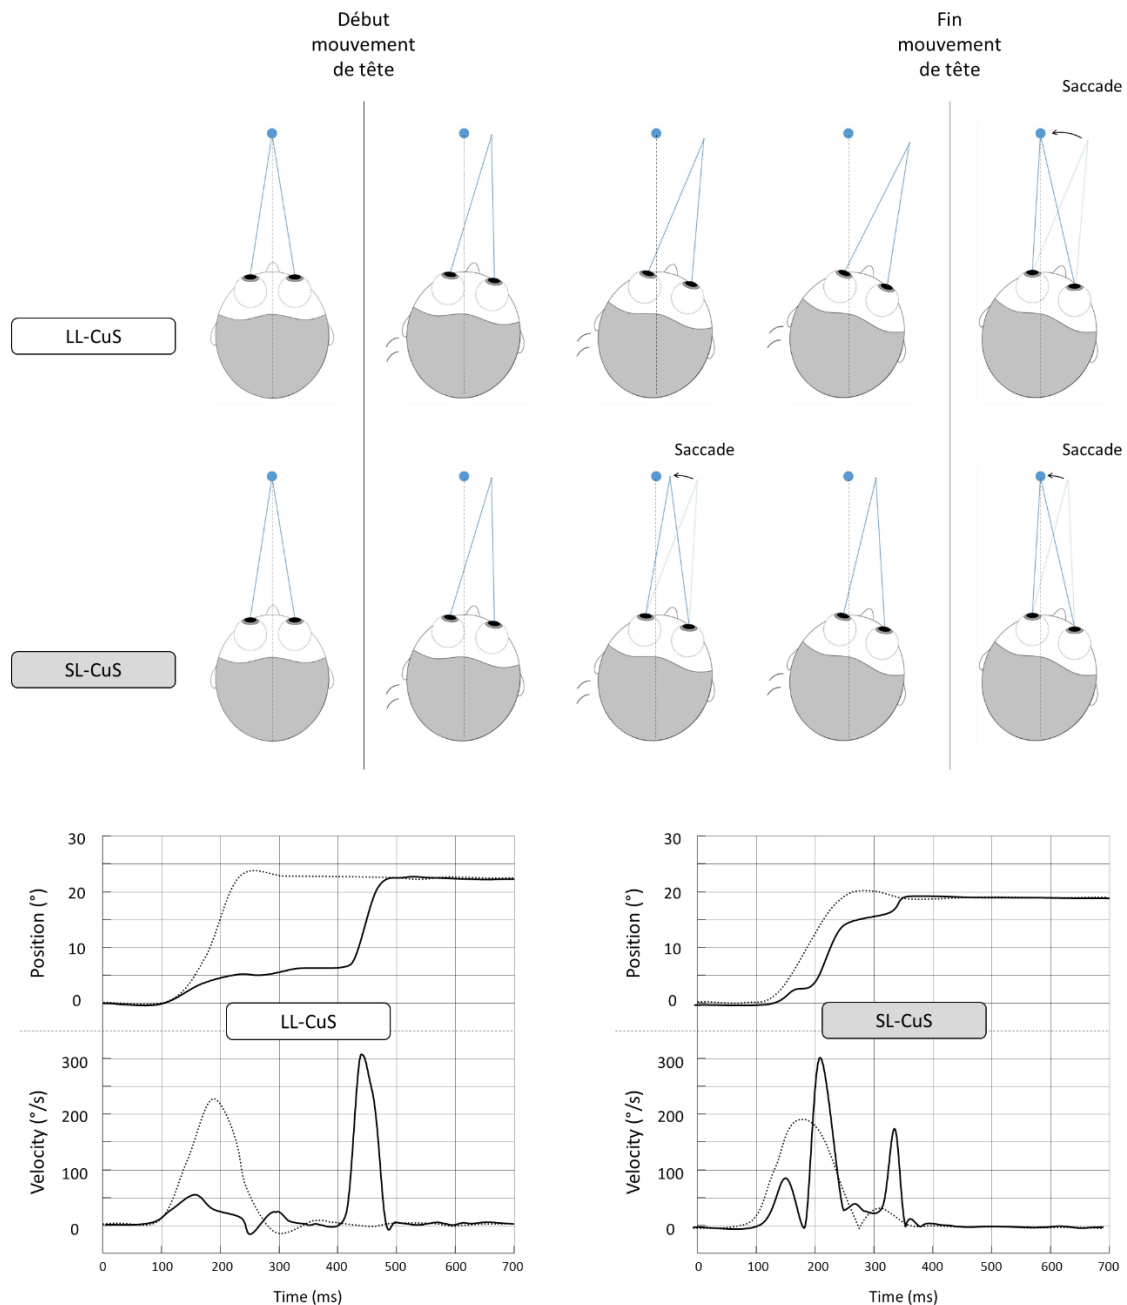 Début
mouvement
de tête
Fin
mouvement
de tête
Saccade
LL-CuS
Saccade
Saccade
SL-CuS
30
20
10
0
Position (°)
LL-CuS
300
200
100
0
Velocity (°/s)
0 100 200 300 400 500 600 700
Time (ms)
30
20
10
0
Position (°)
SL-CuS
300
200
100
0
Velocity (°/s)
0 100 200 300 400 500 600 700
Time (ms)